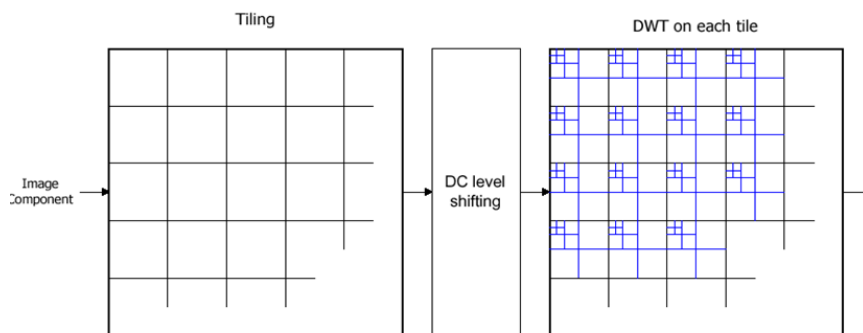 Tiling
DWT on each tile
Image
Component
DC level
shifting